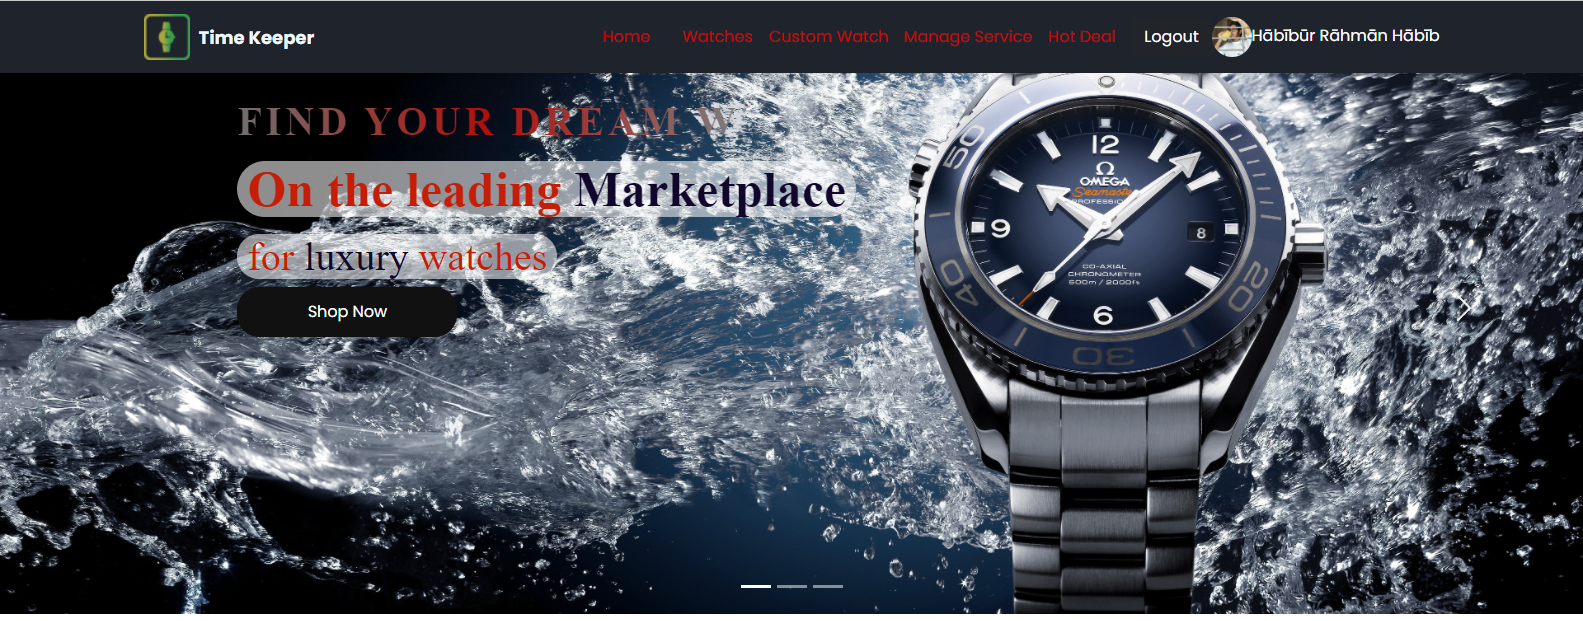 Time Keeper
Home Watches Custom Watch Manage Service Hot Deal Logout Hābībūr Rāhmān Hābīb
FIND YOUR DREAM W
On the leading Marketplace
for luxury watches
Shop Now
12
Ω
OMEGA
Seamaster
PROFESSIONAL
9
8
CO-AXIAL
CHRONOMETER
600m / 2000ft
6
50
40
30
20